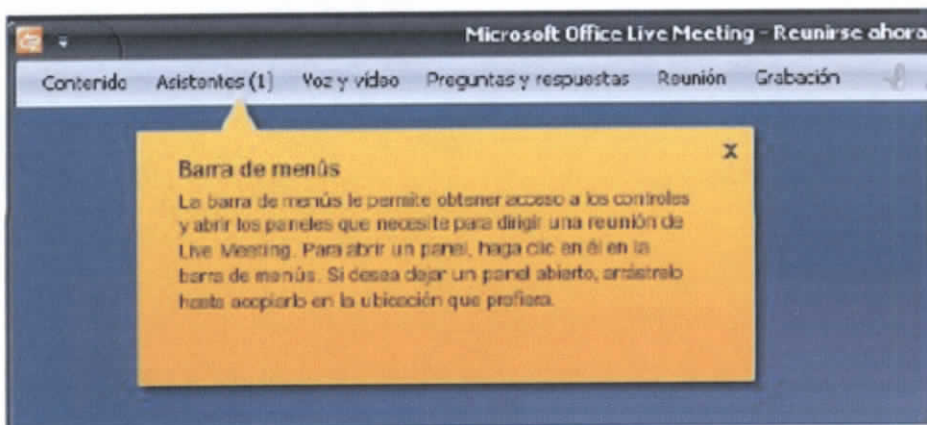 Microsoft Office Live Meeting - Reunirse ahora
Contenido Asistentes (1) Voz y vídeo Preguntas y respuestas Reunión Grabación
x
Barra de menús
La barra de menús le permite obtener acceso a los controles
y abrir los paneles que necesite para dirigir una reunión de
Live Meeting. Para abrir un panel, haga clic en él en la
barra de menús. Si desea dejar un panel abierto, arrástrelo
hasta acoplarlo en la ubicación que prefiera.